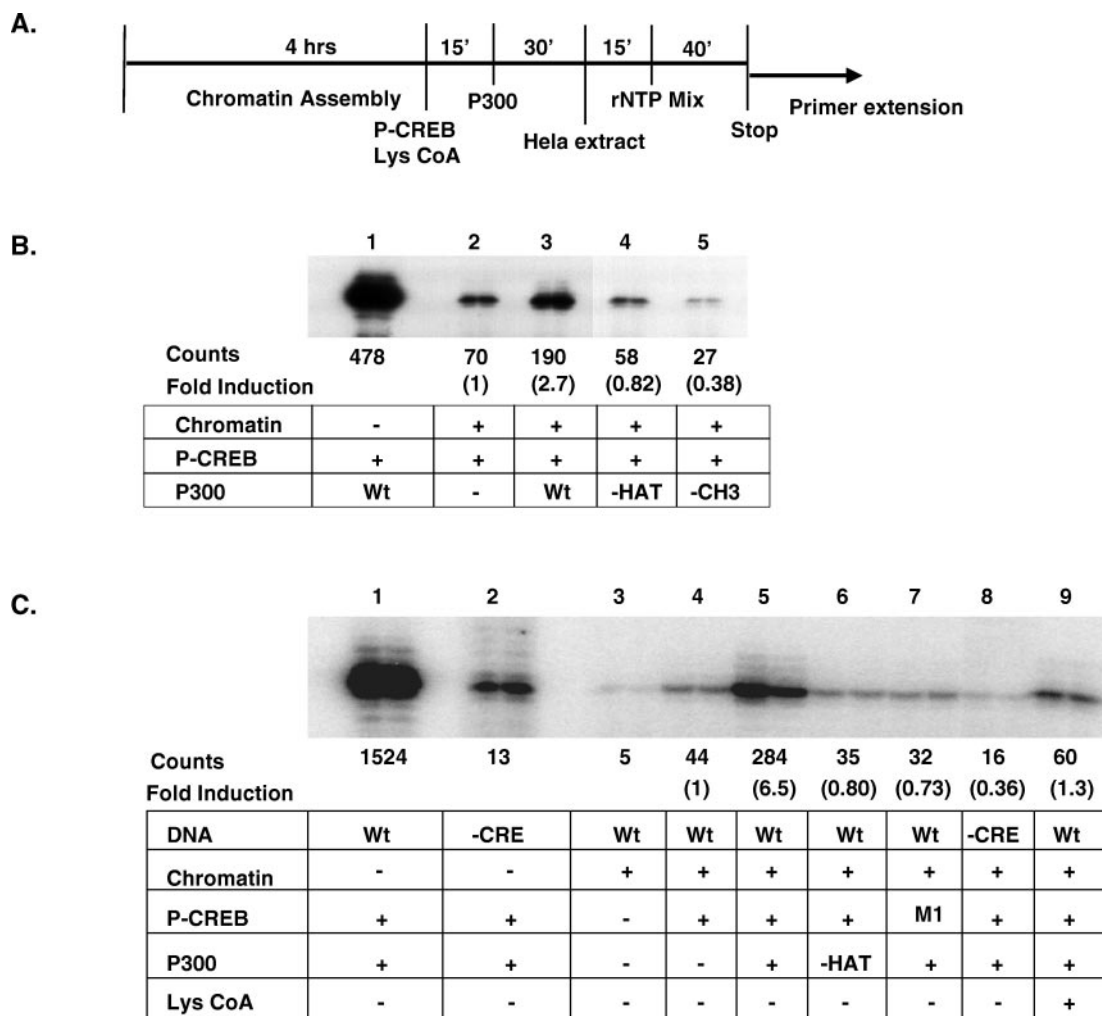 A.
4 hrs 15’ 30’ 15’ 40’
Chromatin Assembly P300 rNTP Mix Primer extension
P-CREB Hela extract Stop
Lys CoA
B.
1 2 3 4 5
Counts 478 70 190 58 27
Fold Induction (1) (2.7) (0.82) (0.38)
Chromatin - + + + +
P-CREB + + + + +
P300 Wt - Wt -HAT -CH3
C.
1 2 3 4 5 6 7 8 9
Counts 1524 13 5 44 284 35 32 16 60
Fold Induction (1) (6.5) (0.80) (0.73) (0.36) (1.3)
DNA Wt -CRE Wt Wt Wt Wt Wt -CRE Wt
Chromatin - - + + + + + + +
P-CREB + + - + + + M1 + +
P300 + + - - + -HAT + + +
Lys CoA - - - - - - - - +